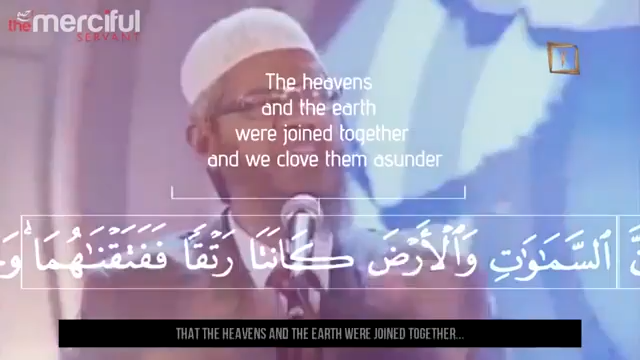 the merciful
SERVANT
The heavens
and the earth
were joined together
and we clove them asunder
ٱلسَّمَٰوَٰتِ وَٱلْأَرْضَ كَانَتَا رَتْقًا فَفَتَقْنَٰهُمَا ۖ
THAT THE HEAVENS AND THE EARTH WERE JOINED TOGETHER...